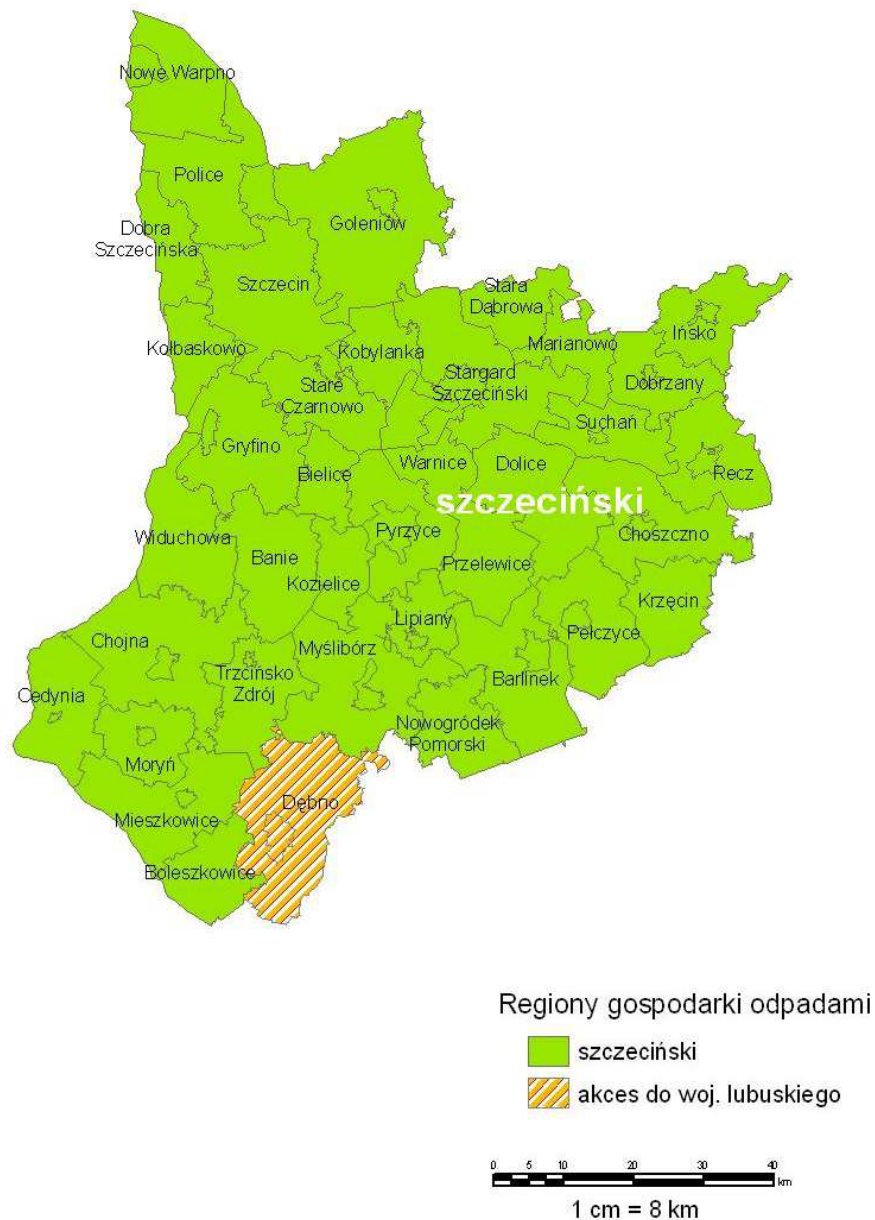 Nowe Warpno
Police
Dobra
Szczecińska
Goleniów
Szczecin
Stara
Dąbrowa
Kołbaskowo
Kobylanka
Marianowo
Ińsko
Stare
Czarnowo
Stargard
Szczeciński
Dobrzany
Suchań
Gryfino
Bielice
Warnice
Dolice
Recz
szczeciński
Widuchowa
Banie
Pyrzyce
Choszczno
Kozielice
Przelewice
Krzęcin
Lipiany
Pełczyce
Chojna
Myślibórz
Trzcińsko
Zdrój
Barlinek
Cedynia
Nowogródek
Pomorski
Moryń
Dębno
Mieszkowice
Boleszkowice
Regiony gospodarki odpadami
szczeciński
akces do woj. lubuskiego
0 5 10 20 30 40
km
1 cm = 8 km